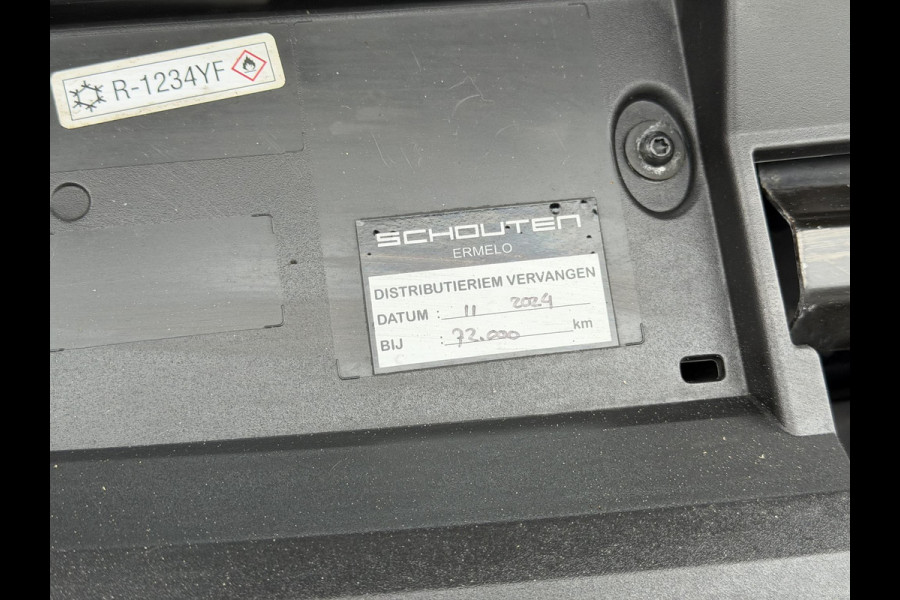 R-1234YF
SCHOUTEN
ERMELO
DISTRIBUTIERIEM VERVANGEN
DATUM : 11 2024
BIJ : 72.000 km